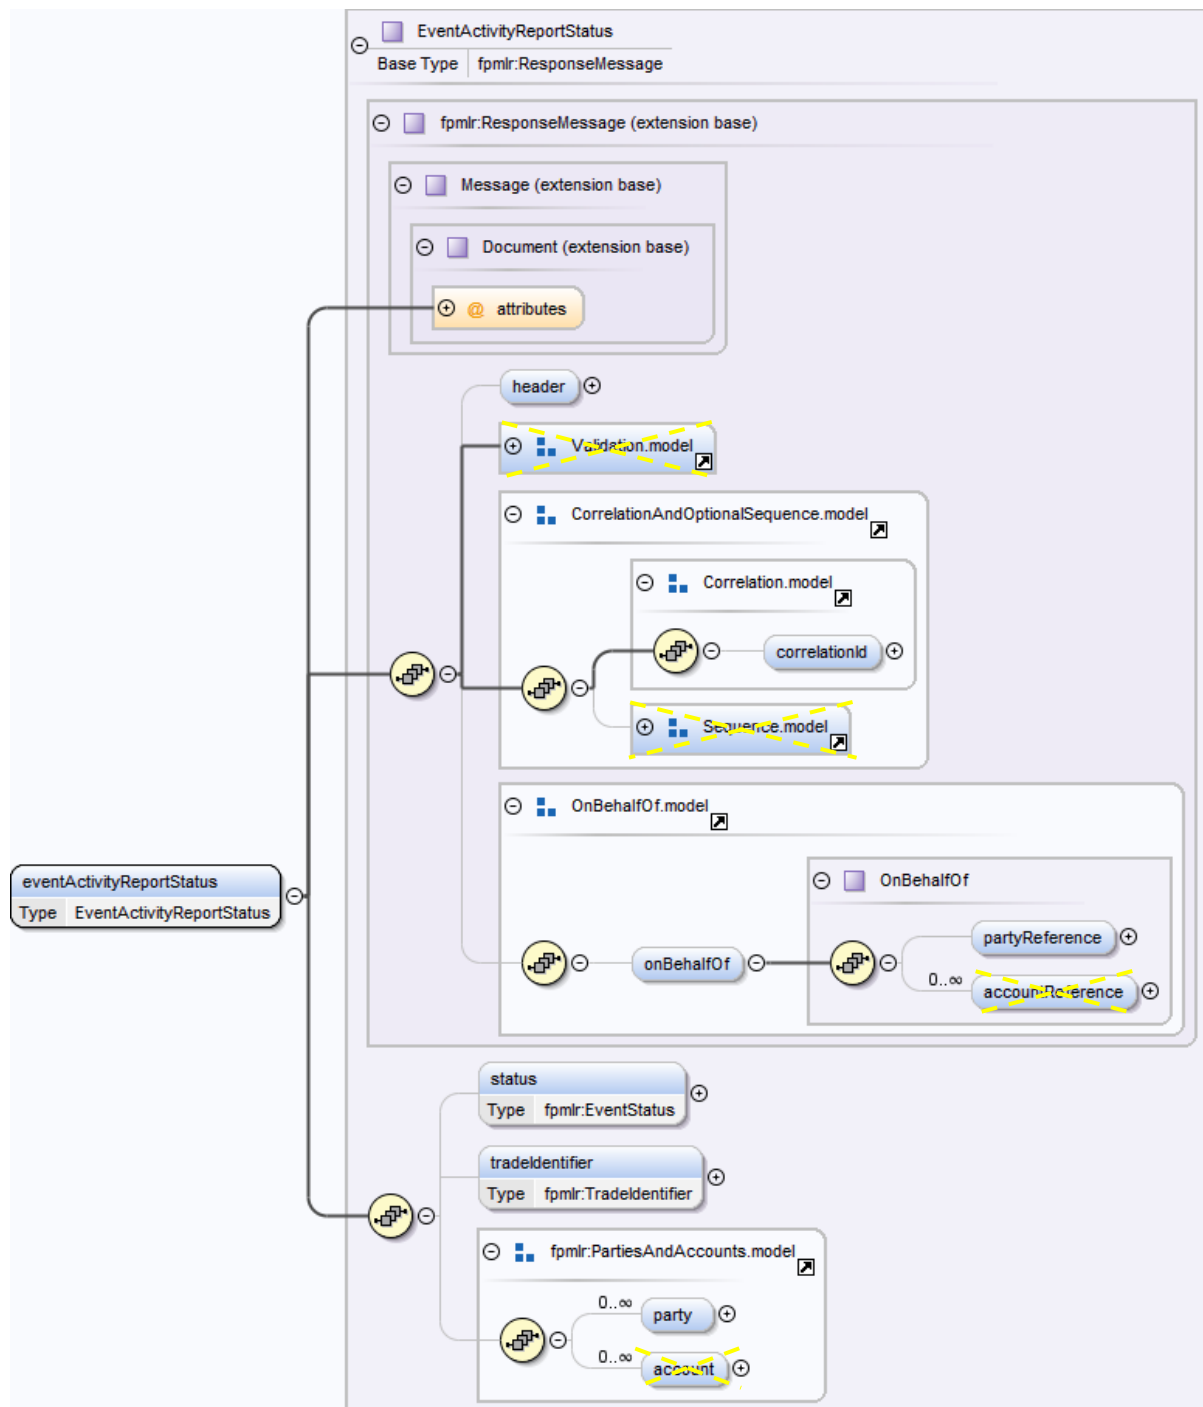 EventActivityReportStatus
Base Type fpmlr:ResponseMessage
fpmlr:ResponseMessage (extension base)
Message (extension base)
Document (extension base)
@ attributes
header
Validation.model
CorrelationAndOptionalSequence.model
Correlation.model
correlationId
Sequence.model
OnBehalfOf.model
eventActivityReportStatus
Type EventActivityReportStatus
OnBehalfOf
partyReference
onBehalfOf
0..∞
accountReference
status
Type fpmlr:EventStatus
tradeIdentifier
Type fpmlr:TradeIdentifier
fpmlr:PartiesAndAccounts.model
0..∞
party
0..∞
account